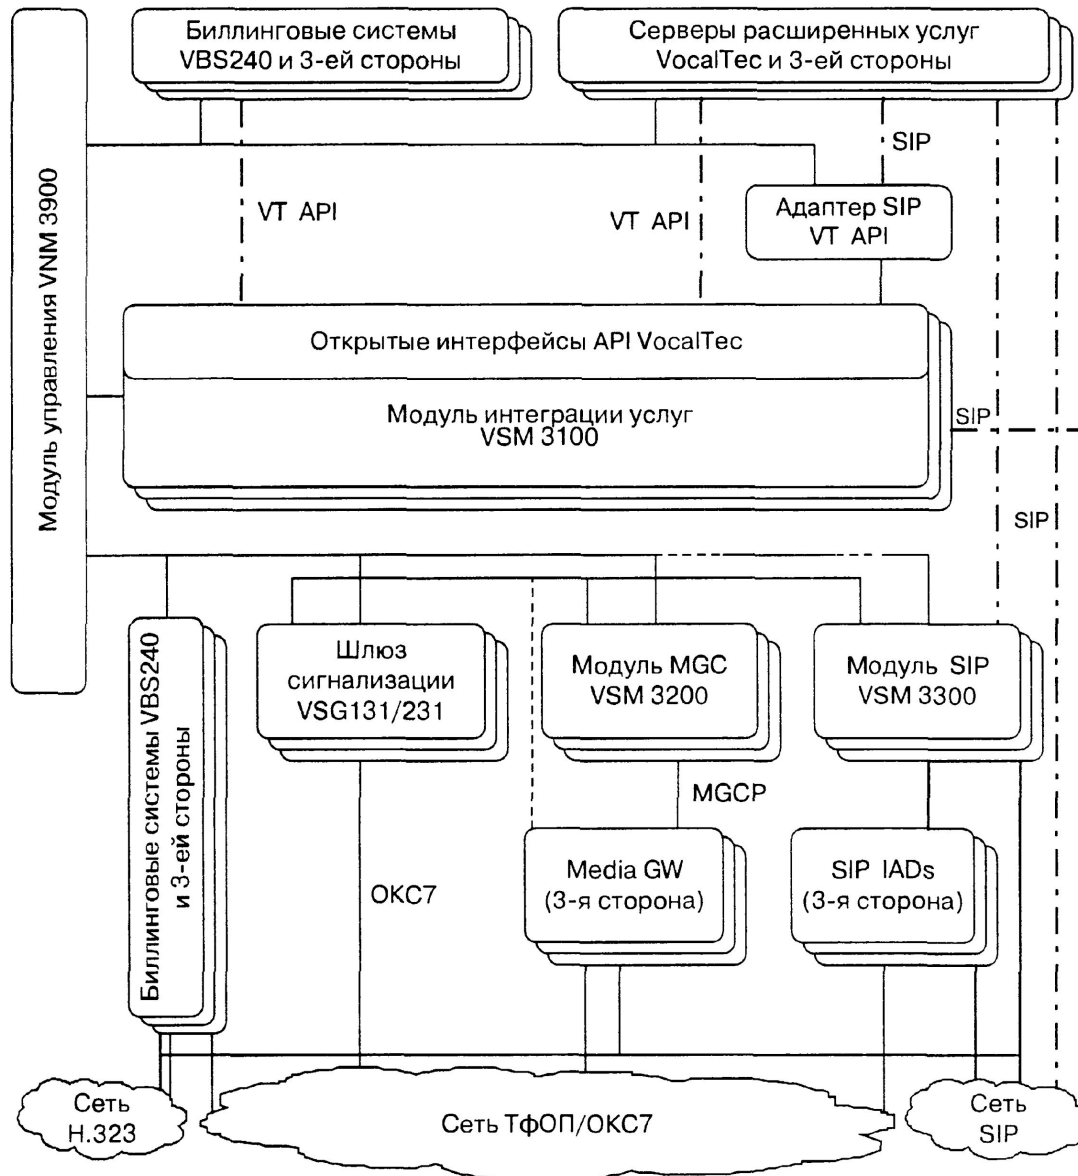 Биллинговые системы
VBS240 и 3-ей стороны
Серверы расширенных услуг
VocalTec и 3-ей стороны
SIP
Модуль управления VNM 3900
VT API
VT API
Адаптер SIP
VT API
Открытые интерфейсы API VocalTec
Модуль интеграции услуг
VSM 3100
SIP
SIP
Биллинговые системы VBS240
и 3-ей стороны
Шлюз
сигнализации
VSG131/231
Модуль MGC
VSM 3200
Модуль SIP
VSM 3300
MGCP
ОКС7
Media GW
(3-я сторона)
SIP IADs
(3-я сторона)
Сеть
H.323
Сеть ТфОП/ОКС7
Сеть
SIP